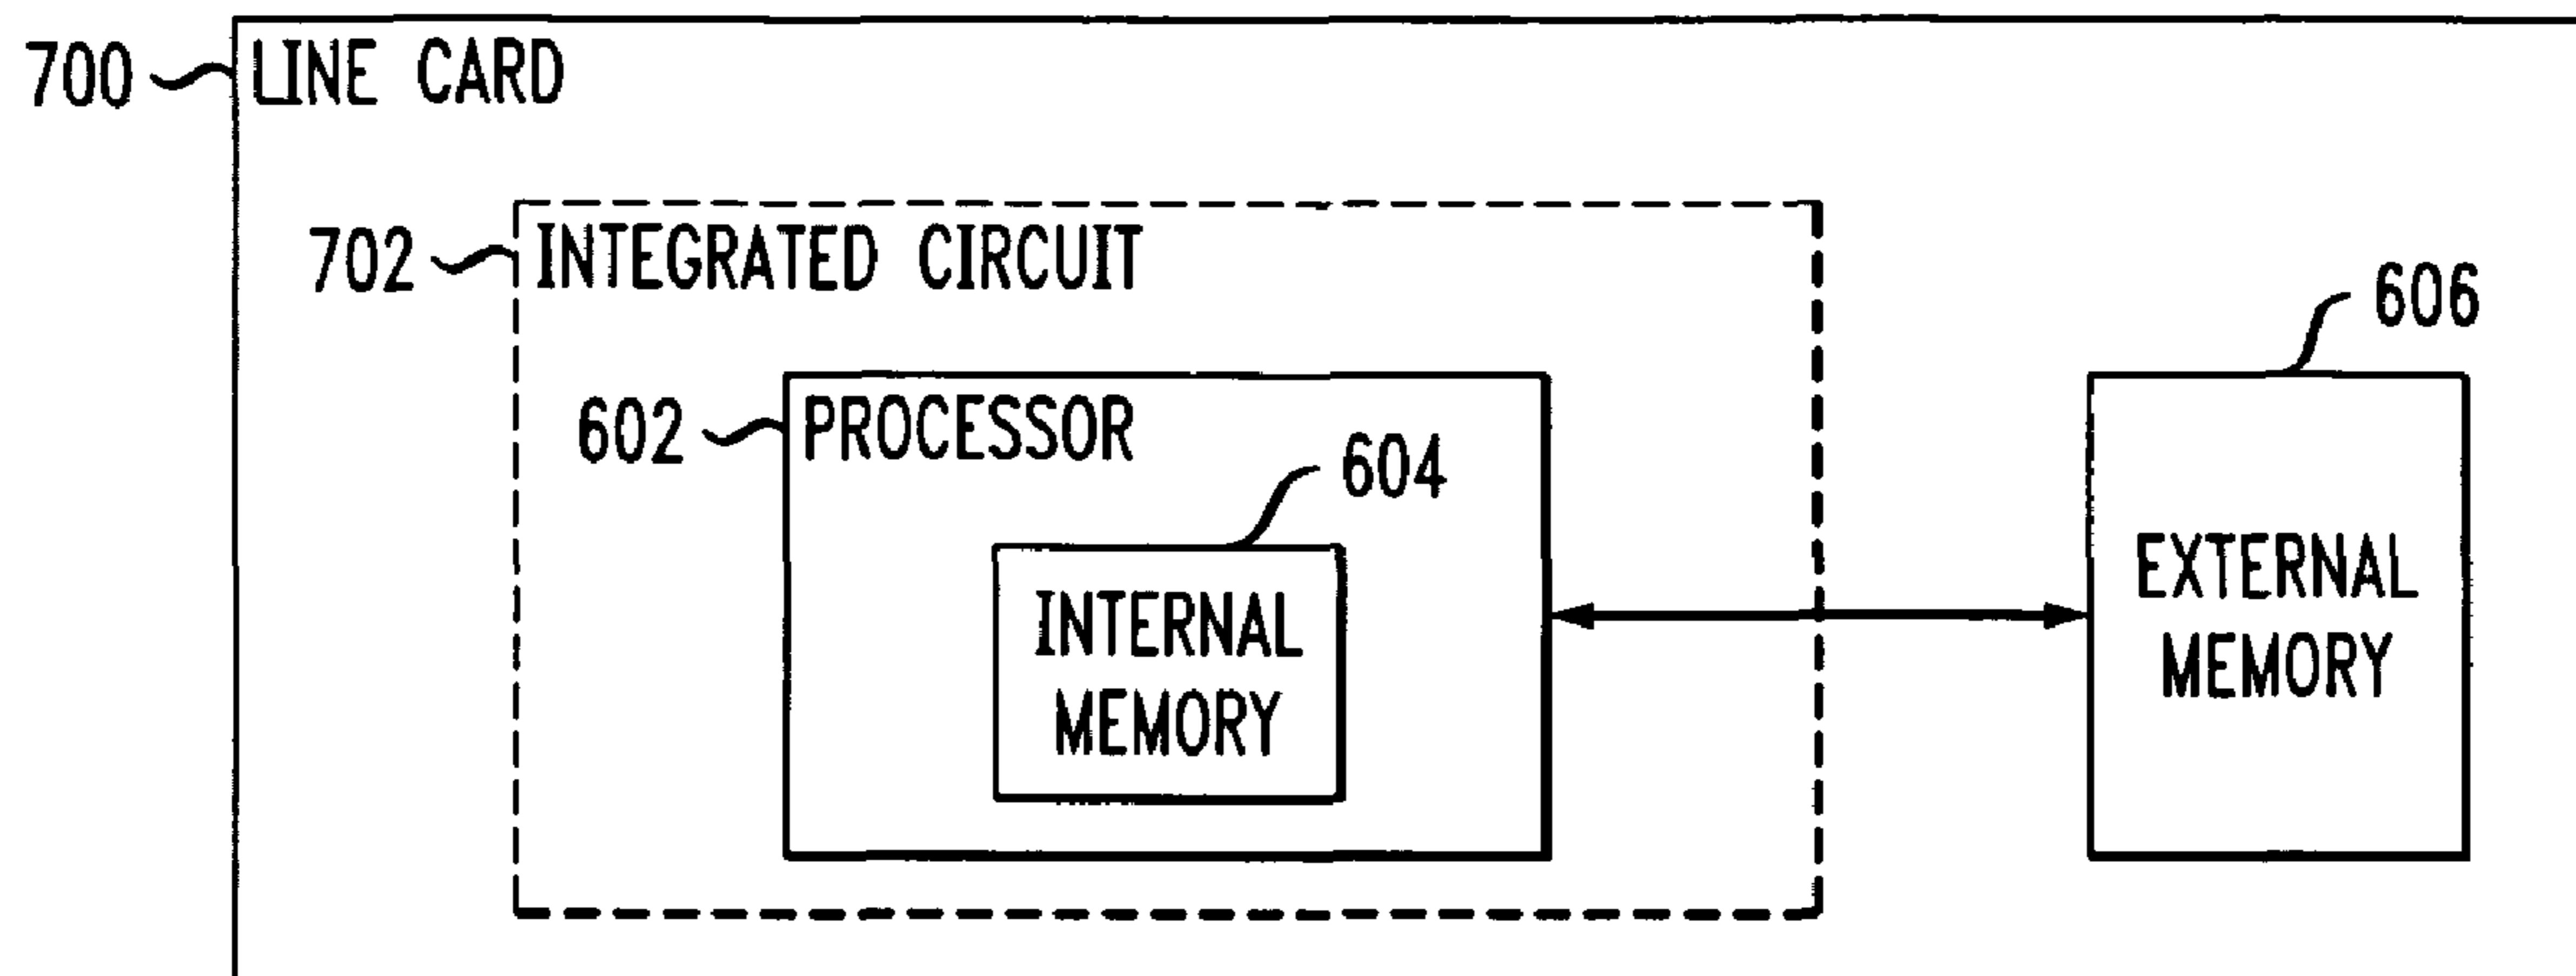 700 LINE CARD
702 INTEGRATED CIRCUIT
606
602 PROCESSOR
604
INTERNAL
MEMORY
EXTERNAL
MEMORY